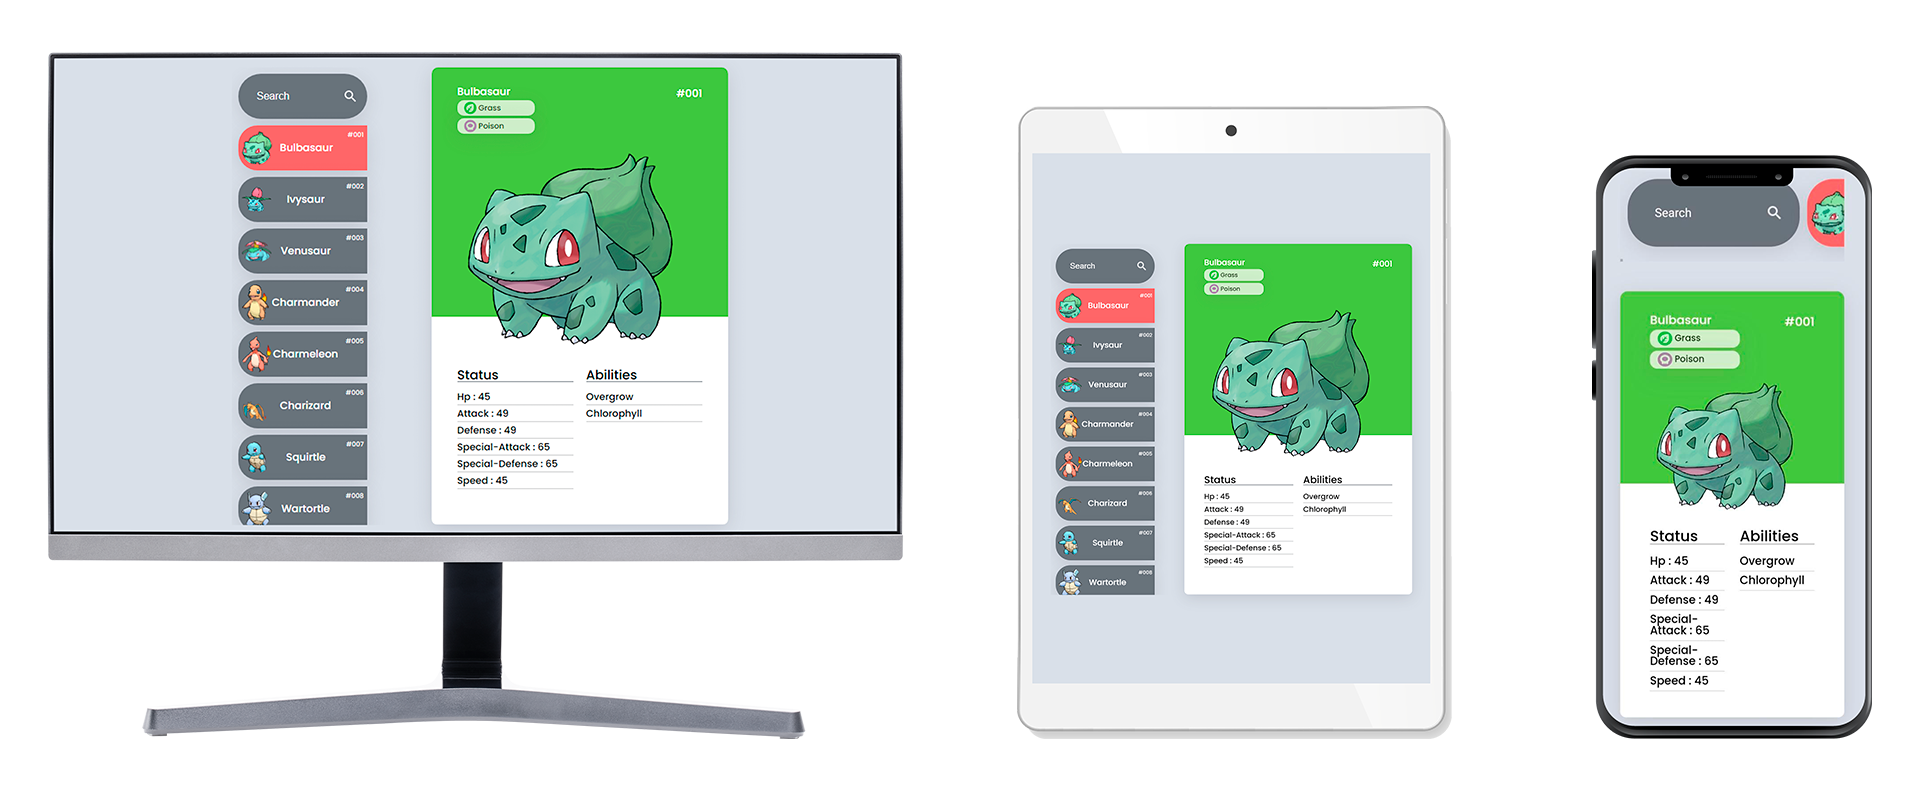 Search
#001
Bulbasaur
#002
Ivysaur
#003
Venusaur
#004
Charmander
#005
Charmeleon
#006
Charizard
#007
Squirtle
#008
Wartortle
Bulbasaur
#001
Grass
Poison
Status
Hp : 45
Attack : 49
Defense : 49
Special-Attack : 65
Special-Defense : 65
Speed : 45
Abilities
Overgrow
Chlorophyll
Search
#001
Bulbasaur
#002
Ivysaur
#003
Venusaur
#004
Charmander
#005
Charmeleon
#006
Charizard
#007
Squirtle
#008
Wartortle
Bulbasaur
#001
Grass
Poison
Status
Hp : 45
Attack : 49
Defense : 49
Special-Attack : 65
Special-Defense : 65
Speed : 45
Abilities
Overgrow
Chlorophyll
Search
Bulbasaur
#001
Grass
Poison
Status
Hp : 45
Attack : 49
Defense : 49
Special-
Attack : 65
Special-
Defense : 65
Speed : 45
Abilities
Overgrow
Chlorophyll